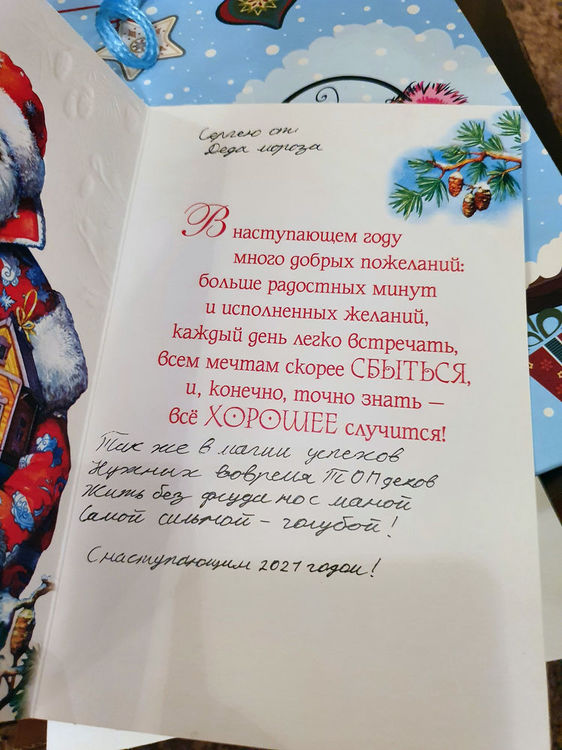 Сергею от
Деда мороза
В наступающем году
много добрых пожеланий:
больше радостных минут
и исполненных желаний,
каждый день легко встречать,
всем мечтам скорее СБЫТЬСЯ,
и, конечно, точно знать —
всё ХОРОШЕЕ случится!
Так же в магии успехов
Нужных вовремя ТОПдеков
Жить без флуда но с маной
Самой сильной - голубой!
С наступающим 2021 годом!